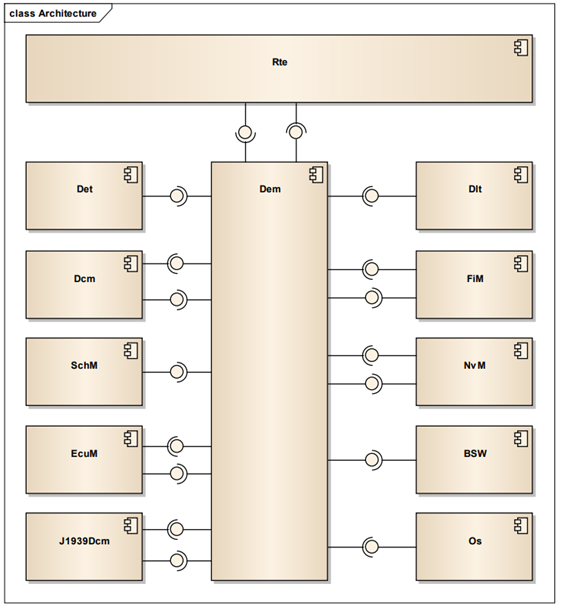 class Architecture
Rte
Det
Dem
Dlt
Dcm
FiM
SchM
NvM
EcuM
BSW
J1939Dcm
Os